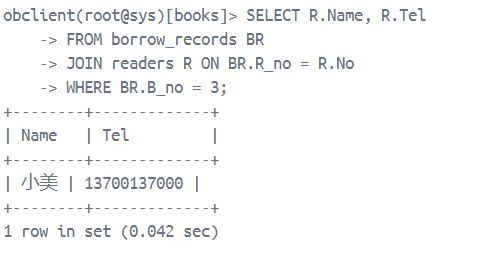 obclient(root@sys)[books]> SELECT R.Name, R.Tel
    -> FROM borrow_records BR
    -> JOIN readers R ON BR.R_no = R.No
    -> WHERE BR.B_no = 3;
+--------+-------------+
| Name   | Tel         |
+--------+-------------+
| 小美 | 13700137000 |
+--------+-------------+
1 row in set (0.042 sec)